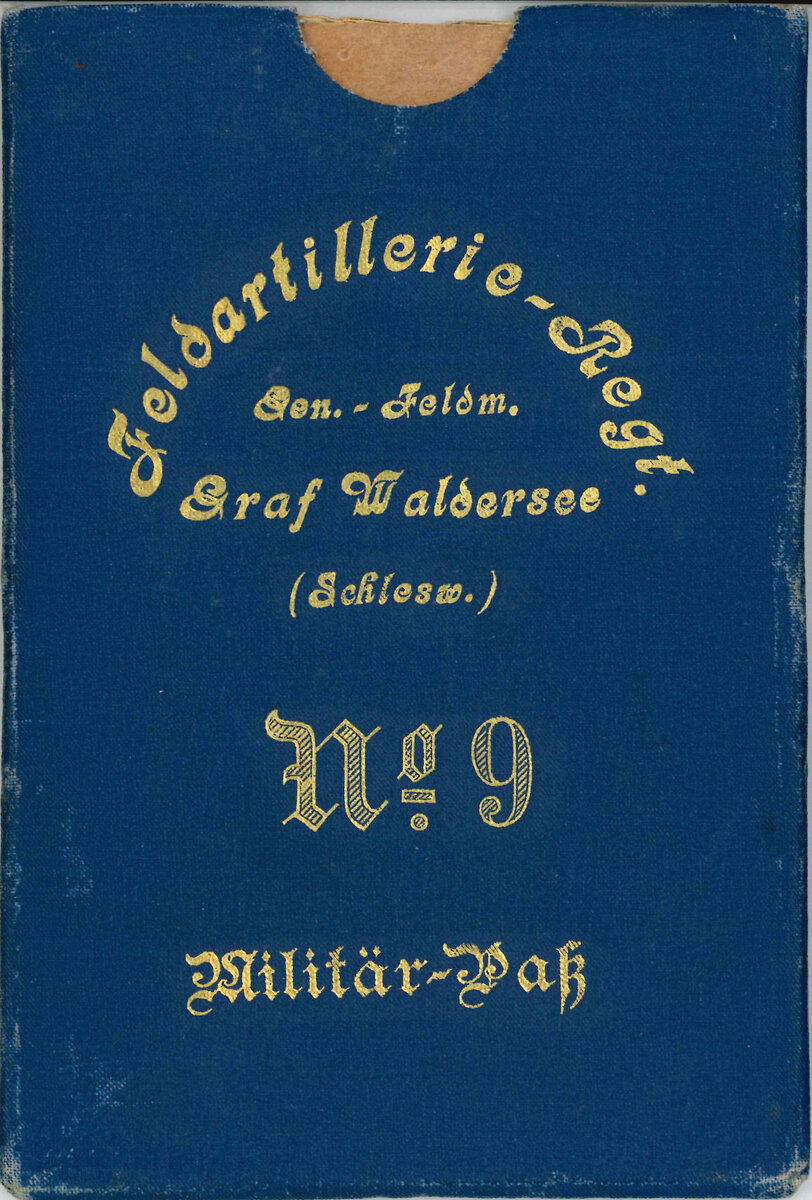 Feldartillerie-Regt.
Gen.-Feldm.
Graf Waldersee
(Schlesw.)
No. 9
Militär-Paß